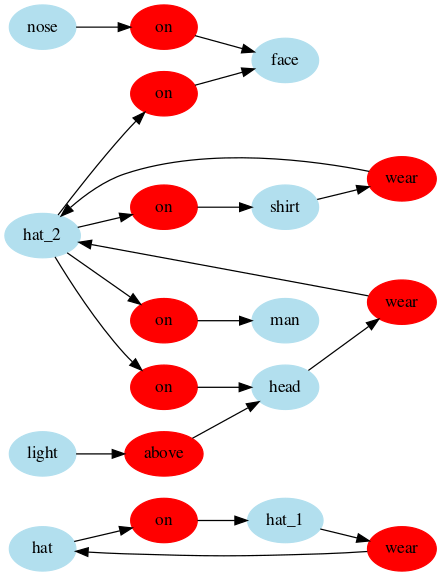 nose on
face
on
wear
on shirt
hat_2
wear
on man
on head
light above
on hat_1
hat wear